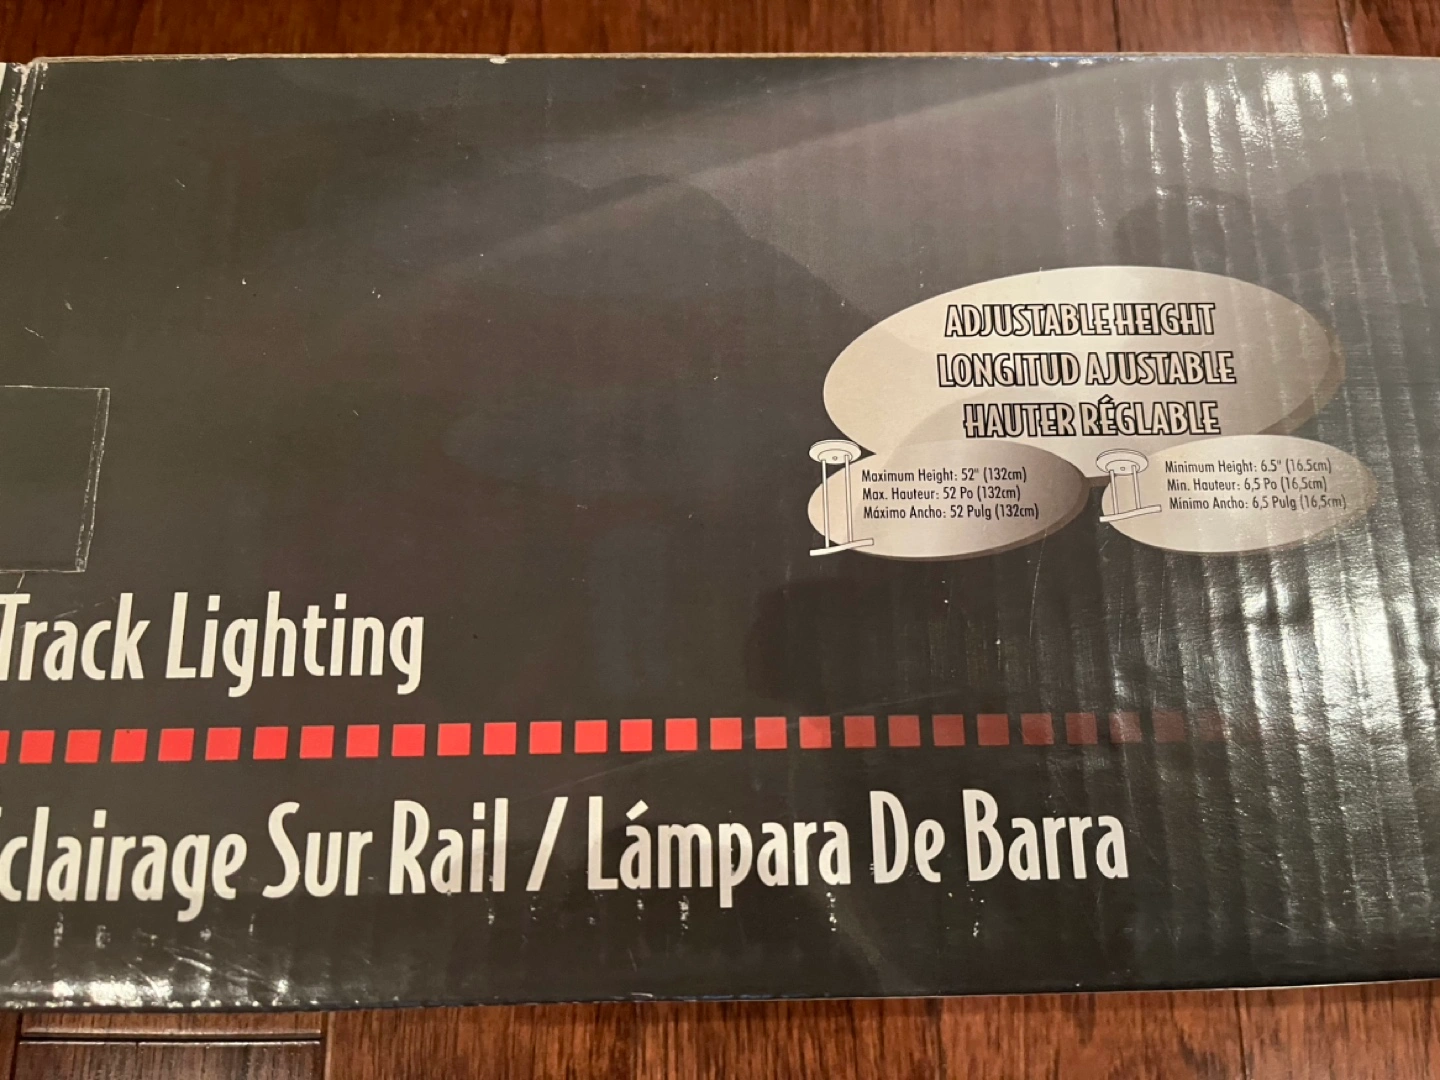 ADJUSTABLE HEIGHT
LONGITUD AJUSTABLE
HAUTER RÉGLABLE
Maximum Height: 52" (132cm)
Max. Hauteur: 52 Po (132cm)
Máximo Ancho: 52 Pulg (132cm)
Minimum Height: 6.5" (16.5cm)
Min. Hauteur: 6,5 Po (16,5cm)
Mínimo Ancho: 6,5 Pulg (16,5cm)
Track Lighting
clairage Sur Rail / Lámpara De Barra